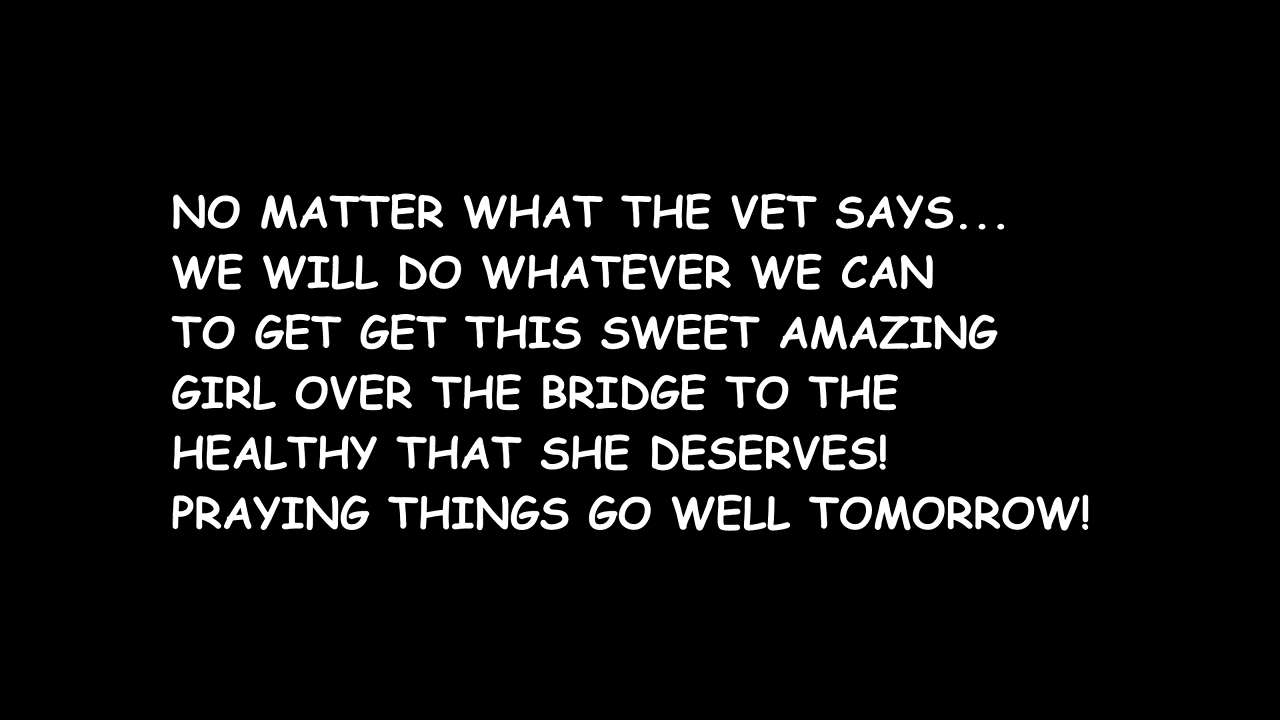 NO MATTER WHAT THE VET SAYS...
WE WILL DO WHATEVER WE CAN
TO GET GET THIS SWEET AMAZING
GIRL OVER THE BRIDGE TO THE
HEALTHY THAT SHE DESERVES!
PRAYING THINGS GO WELL TOMORROW!